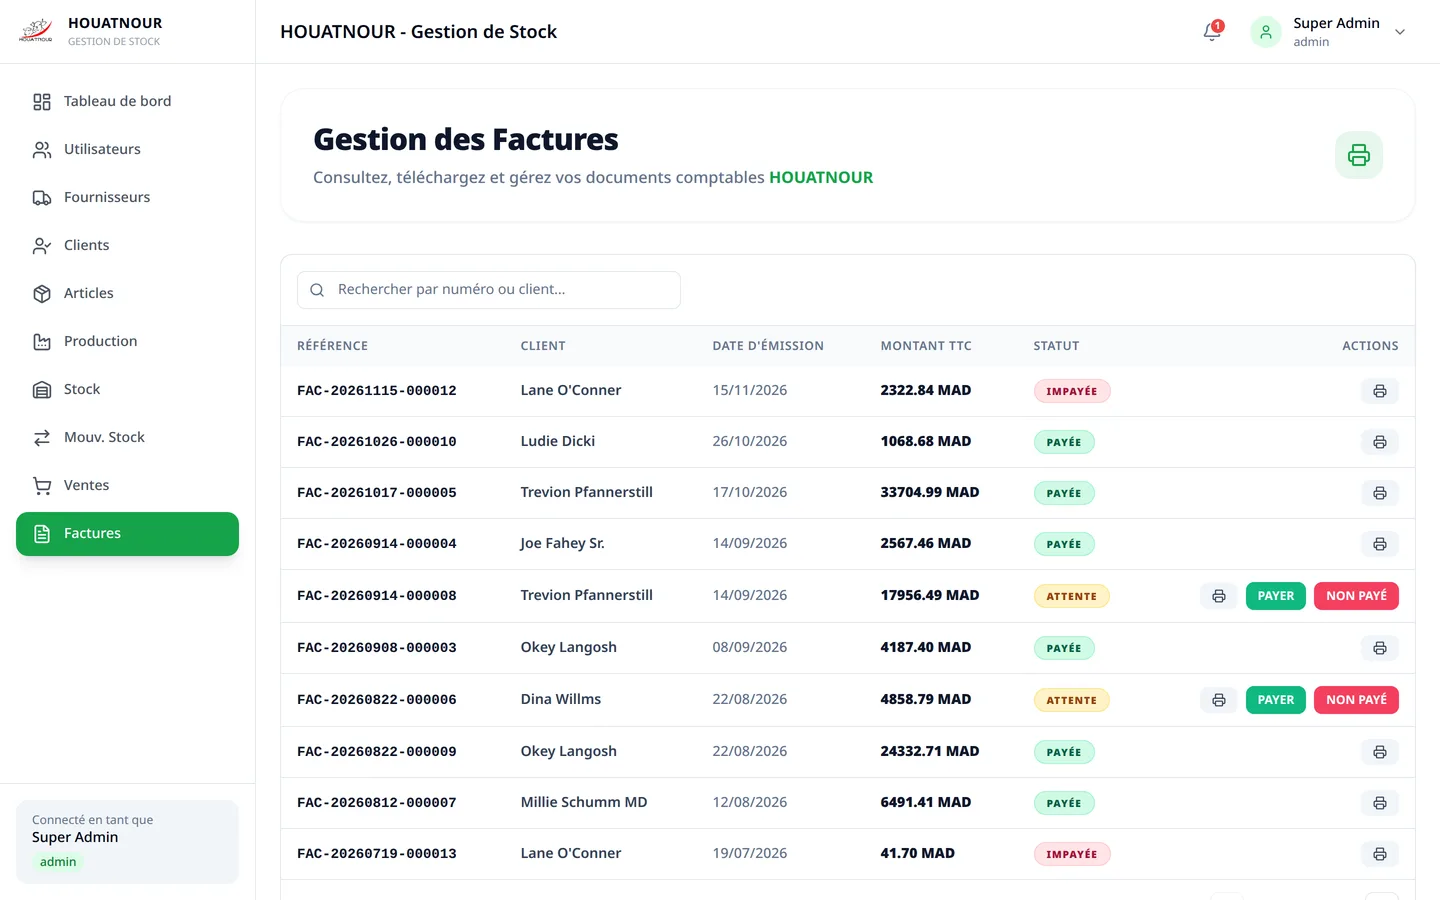 HOUATNOUR
GESTION DE STOCK
HOUATNOUR
HOUATNOUR - Gestion de Stock
1
Super Admin
admin
Tableau de bord
Utilisateurs
Fournisseurs
Clients
Articles
Production
Stock
Mouv. Stock
Ventes
Factures
Connecté en tant que
Super Admin
admin
Gestion des Factures
Consultez, téléchargez et gérez vos documents comptables HOUATNOUR
Rechercher par numéro ou client...
RÉFÉRENCE CLIENT DATE D'ÉMISSION MONTANT TTC STATUT ACTIONS
FAC-20261115-000012 Lane O'Conner 15/11/2026 2322.84 MAD IMPAYÉE
FAC-20261026-000010 Ludie Dicki 26/10/2026 1068.68 MAD PAYÉE
FAC-20261017-000005 Trevion Pfannerstill 17/10/2026 33704.99 MAD PAYÉE
FAC-20260914-000004 Joe Fahey Sr. 14/09/2026 2567.46 MAD PAYÉE
FAC-20260914-000008 Trevion Pfannerstill 14/09/2026 17956.49 MAD ATTENTE PAYER NON PAYÉ
FAC-20260908-000003 Okey Langosh 08/09/2026 4187.40 MAD PAYÉE
FAC-20260822-000006 Dina Willms 22/08/2026 4858.79 MAD ATTENTE PAYER NON PAYÉ
FAC-20260822-000009 Okey Langosh 22/08/2026 24332.71 MAD PAYÉE
FAC-20260812-000007 Millie Schumm MD 12/08/2026 6491.41 MAD PAYÉE
FAC-20260719-000013 Lane O'Conner 19/07/2026 41.70 MAD IMPAYÉE